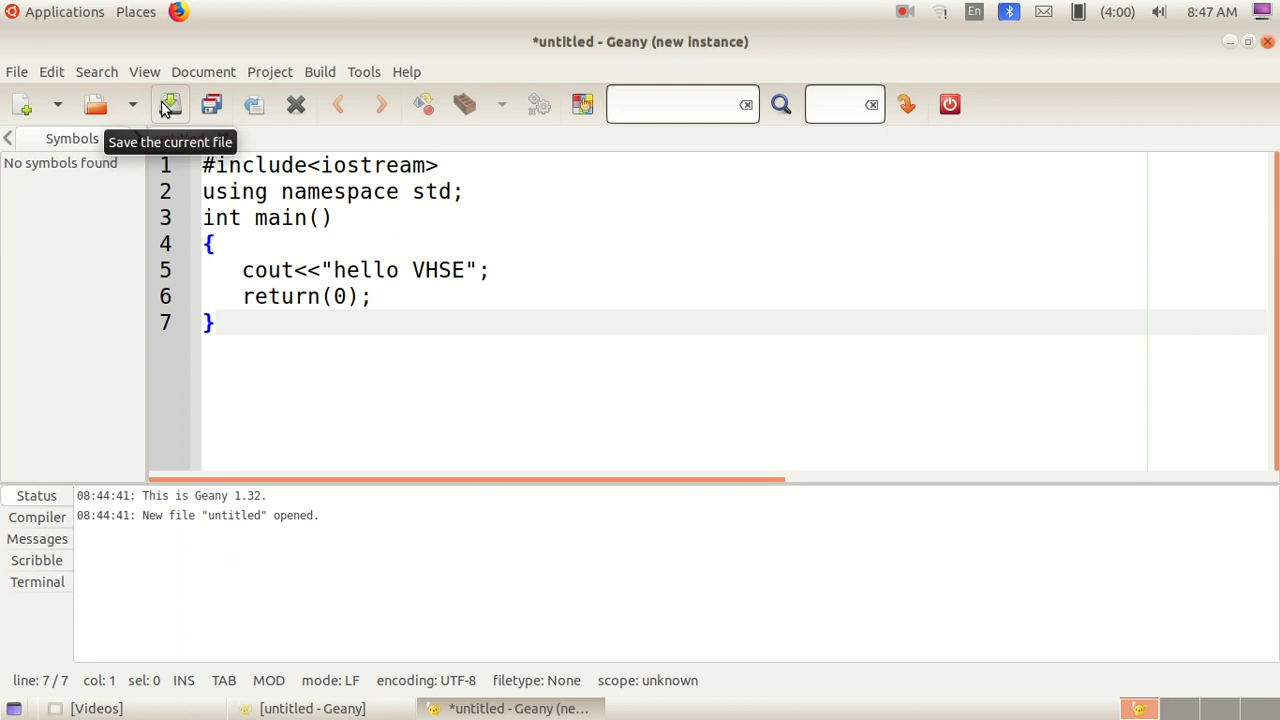 Applications Places En (4:00) 8:47 AM
*untitled - Geany (new instance)
File Edit Search View Document Project Build Tools Help
Symbols
Save the current file
No symbols found
1 #include<iostream>
2 using namespace std;
3 int main()
4 {
5 cout<<"hello VHSE";
6 return(0);
7 }
Status 08:44:41: This is Geany 1.32.
Compiler 08:44:41: New file "untitled" opened.
Messages
Scribble
Terminal
line: 7 / 7 col: 1 sel: 0 INS TAB MOD mode: LF encoding: UTF-8 filetype: None scope: unknown
[Videos] [untitled - Geany] *untitled - Geany (ne...